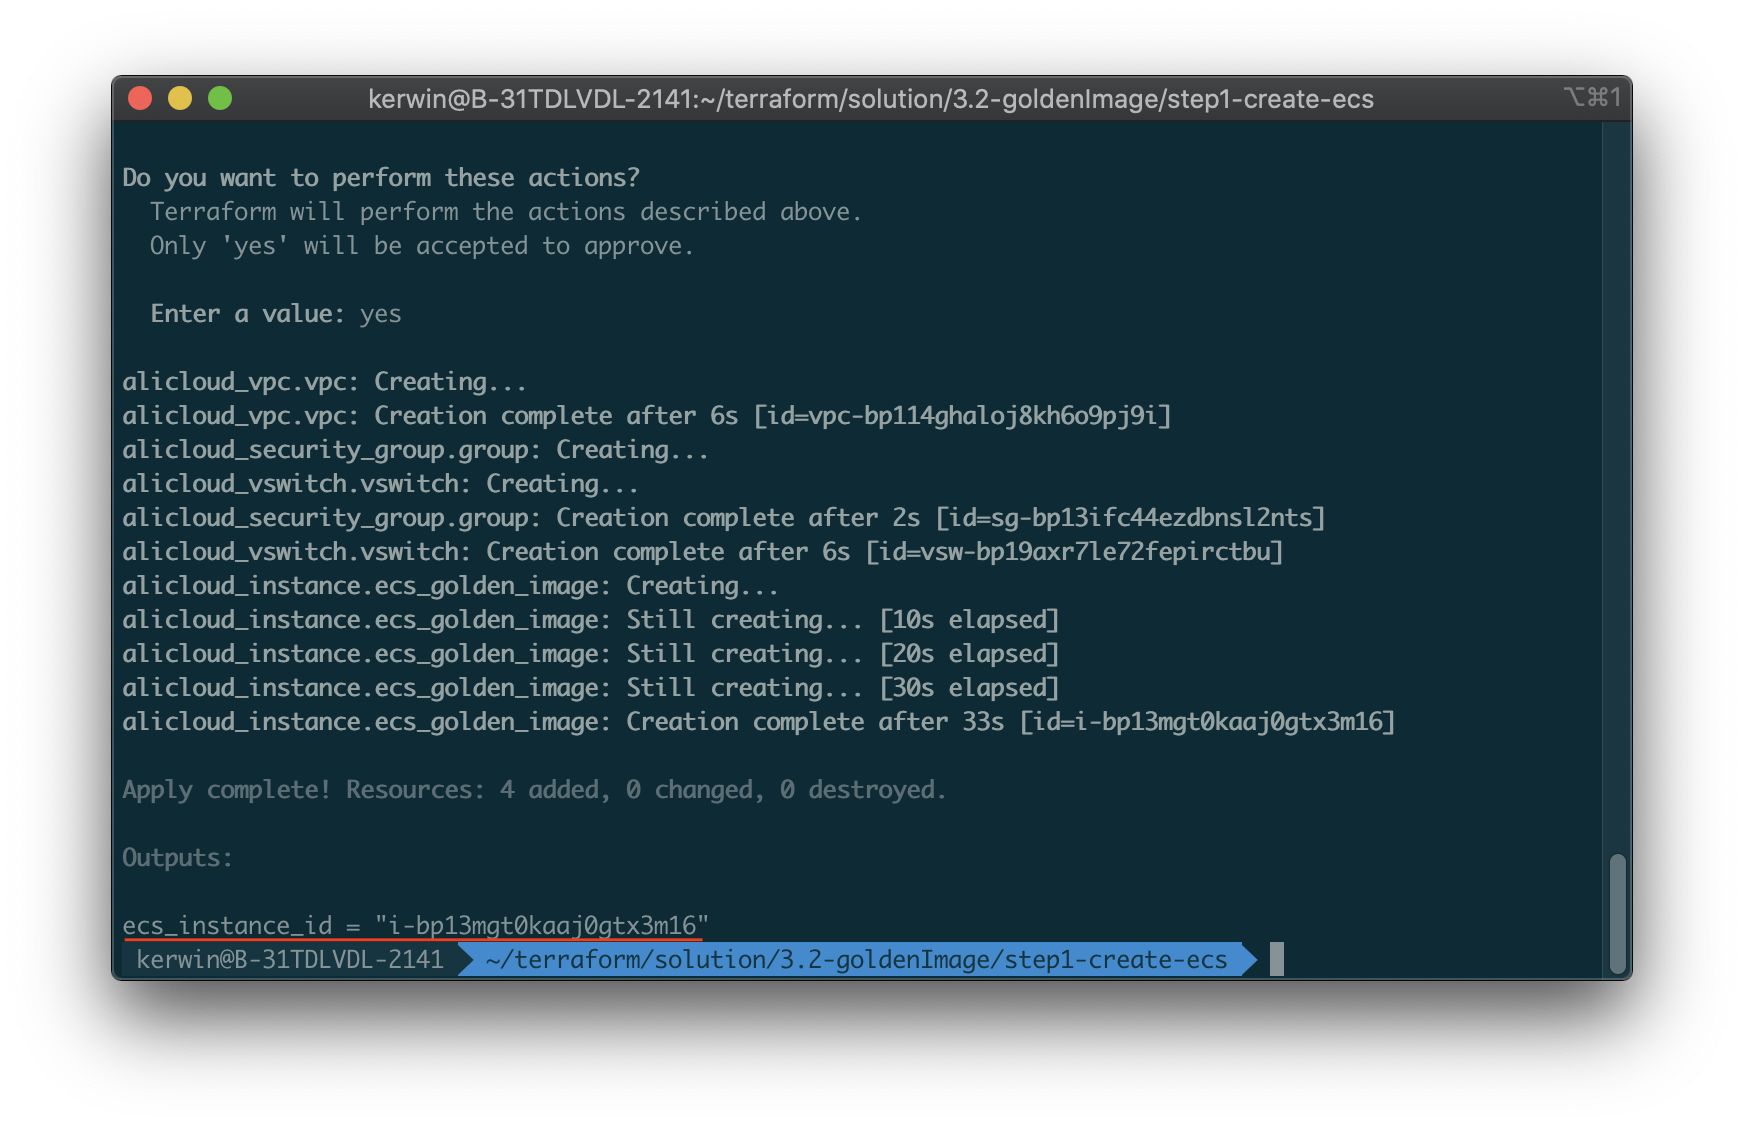 kerwin@B-31TDLVDL-2141:~/terraform/solution/3.2-goldenImage/step1-create-ecs ⌥⌘1
Do you want to perform these actions?
  Terraform will perform the actions described above.
  Only 'yes' will be accepted to approve.
  Enter a value: yes
alicloud_vpc.vpc: Creating...
alicloud_vpc.vpc: Creation complete after 6s [id=vpc-bp114ghaloj8kh6o9pj9i]
alicloud_security_group.group: Creating...
alicloud_vswitch.vswitch: Creating...
alicloud_security_group.group: Creation complete after 2s [id=sg-bp13ifc44ezdbnsl2nts]
alicloud_vswitch.vswitch: Creation complete after 6s [id=vsw-bp19axr7le72fepirctbu]
alicloud_instance.ecs_golden_image: Creating...
alicloud_instance.ecs_golden_image: Still creating... [10s elapsed]
alicloud_instance.ecs_golden_image: Still creating... [20s elapsed]
alicloud_instance.ecs_golden_image: Still creating... [30s elapsed]
alicloud_instance.ecs_golden_image: Creation complete after 33s [id=i-bp13mgt0kaaj0gtx3m16]
Apply complete! Resources: 4 added, 0 changed, 0 destroyed.
Outputs:
ecs_instance_id = "i-bp13mgt0kaaj0gtx3m16"
kerwin@B-31TDLVDL-2141 ~/terraform/solution/3.2-goldenImage/step1-create-ecs